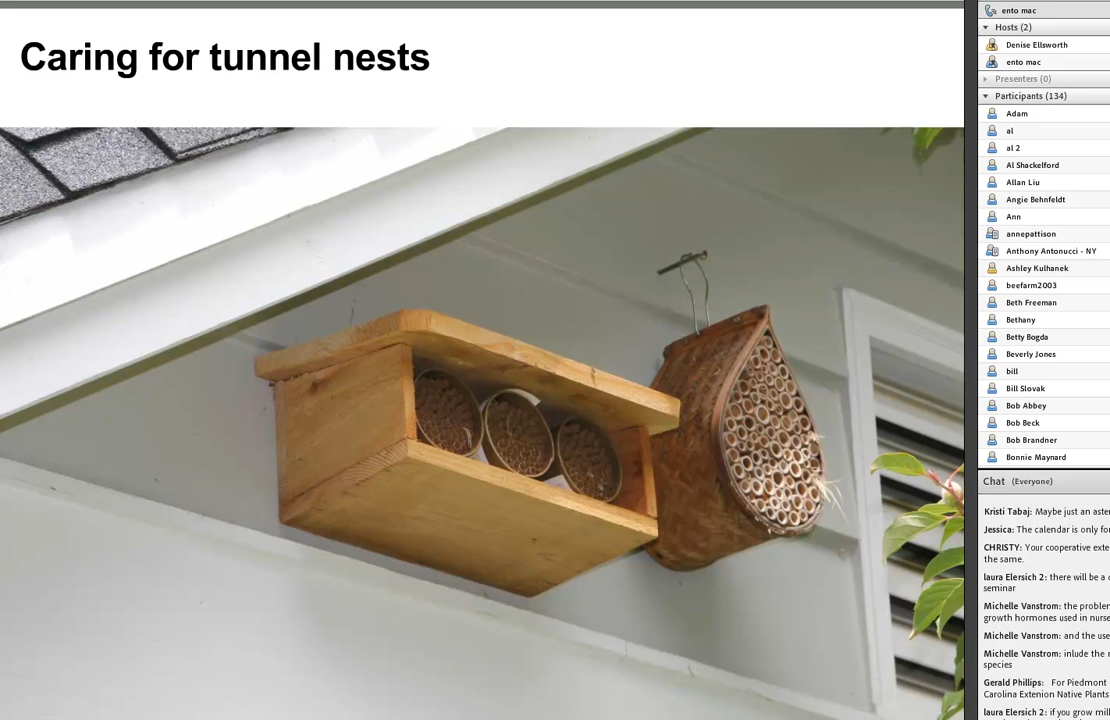 Caring for tunnel nests
ento mac
Hosts (2)
Denise Ellsworth
ento mac
Presenters (0)
Participants (134)
Adam
al
al 2
Al Shackelford
Allan Liu
Angie Behnfeldt
Ann
annepattison
Anthony Antonucci - NY
Ashley Kulhanek
beefarm2003
Beth Freeman
Bethany
Betty Bogda
Beverly Jones
bill
Bill Slovak
Bob Abbey
Bob Beck
Bob Brandner
Bonnie Maynard
Chat (Everyone)
Kristi Tabaj: Maybe just an aster
Jessica: The calendar is only for
CHRISTY: Your cooperative exte
the same.
laura Elersich 2: there will be a
seminar
Michelle Vanstrom: the problem
growth hormones used in nurse
Michelle Vanstrom: and the use
Michelle Vanstrom: inlude the
species
Gerald Phillips: For Piedmont
Carolina Extenion Native Plants
laura Elersich 2: if you grow mill